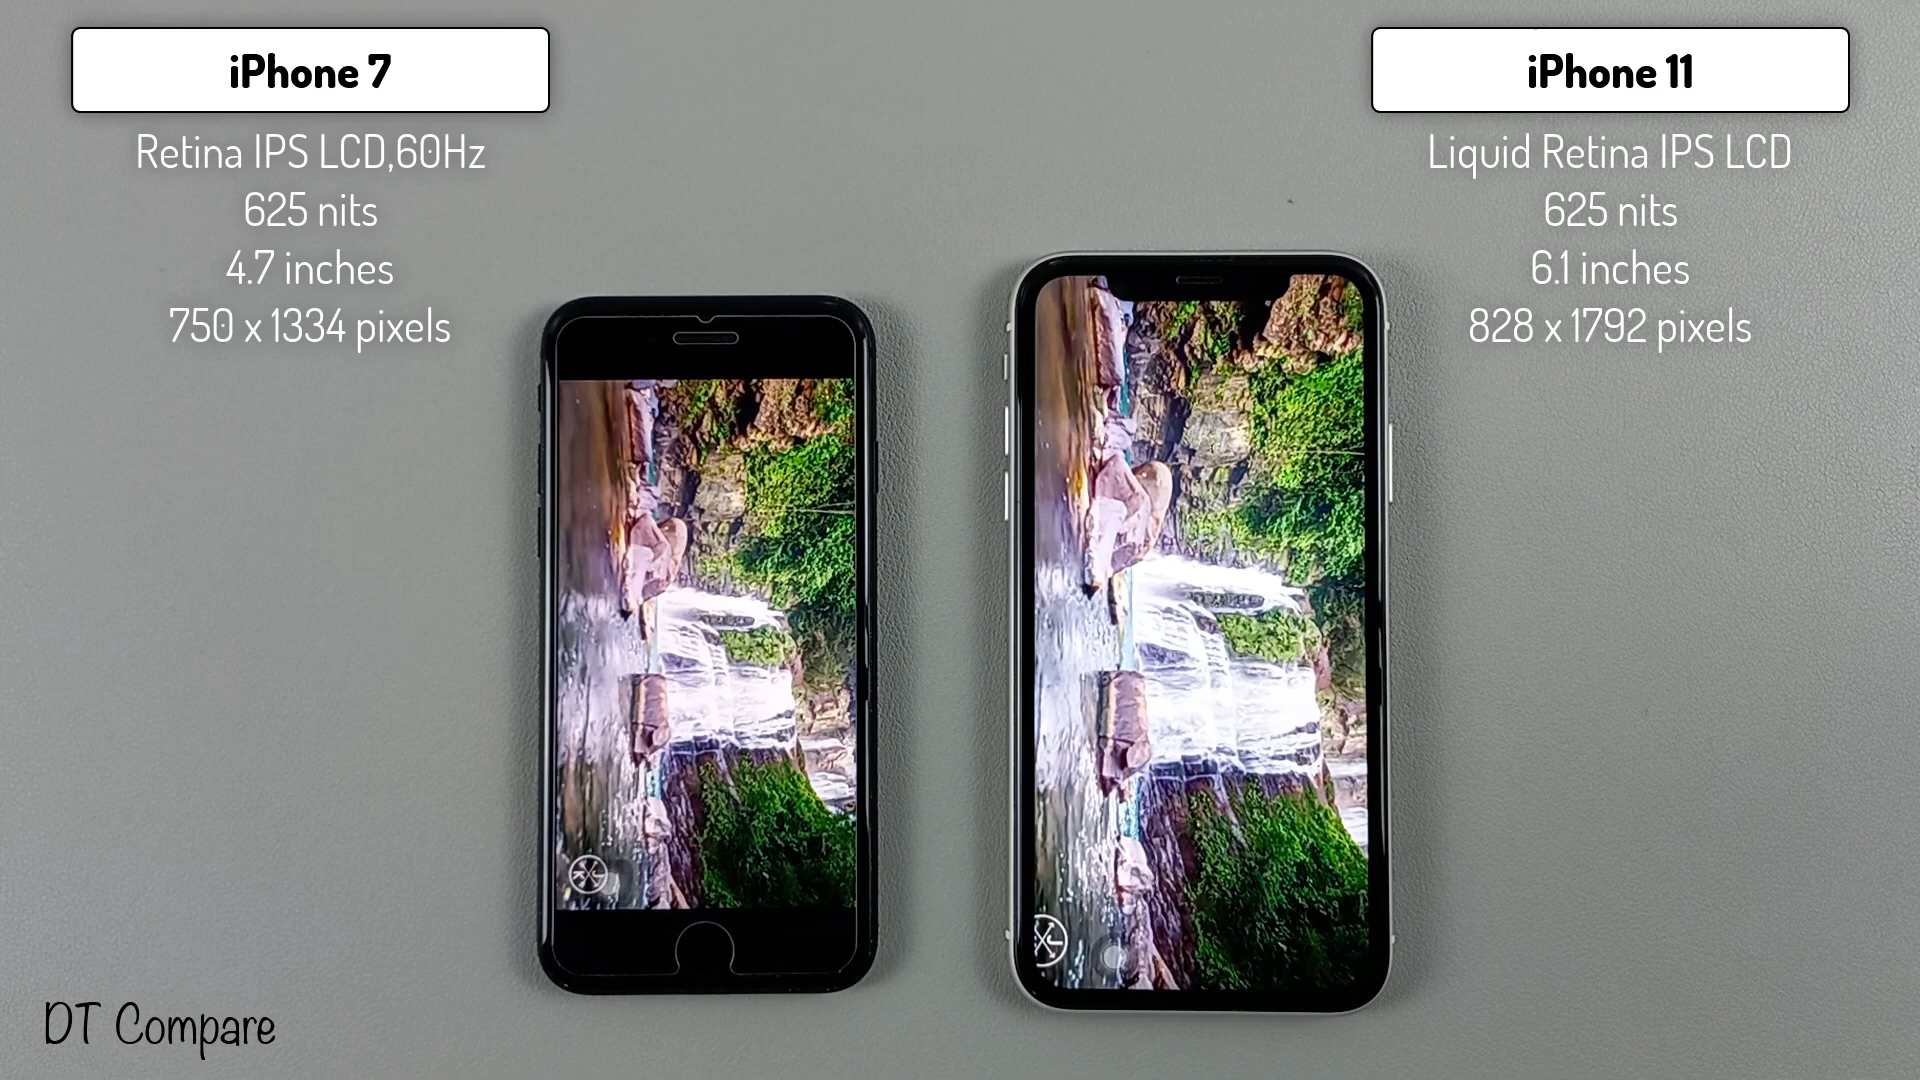 iPhone 7
Retina IPS LCD,60Hz
625 nits
4.7 inches
750 x 1334 pixels
iPhone 11
Liquid Retina IPS LCD
625 nits
6.1 inches
828 x 1792 pixels
DT Compare